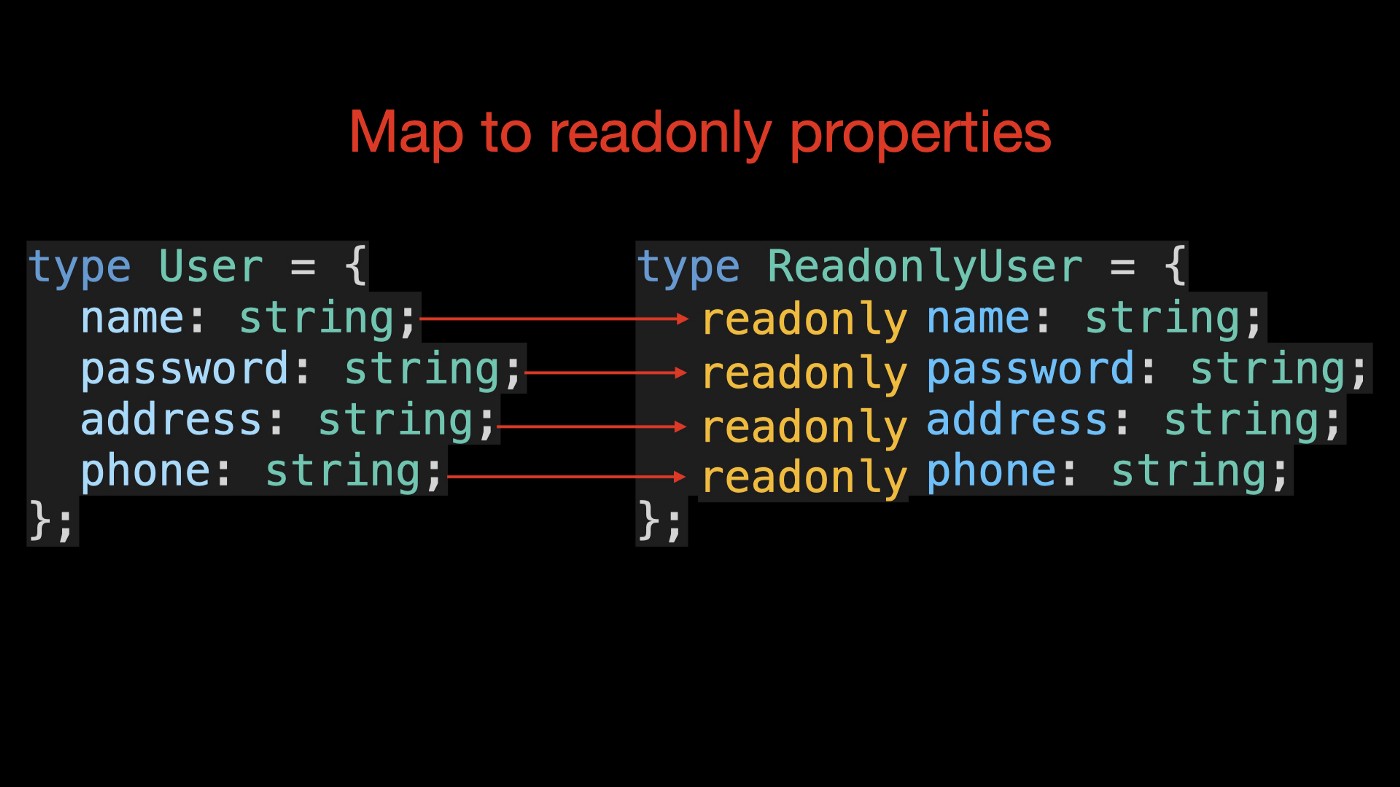 Map to readonly properties
type User = {
  name: string;
  password: string;
  address: string;
  phone: string;
};
type ReadonlyUser = {
  readonly name: string;
  readonly password: string;
  readonly address: string;
  readonly phone: string;
};